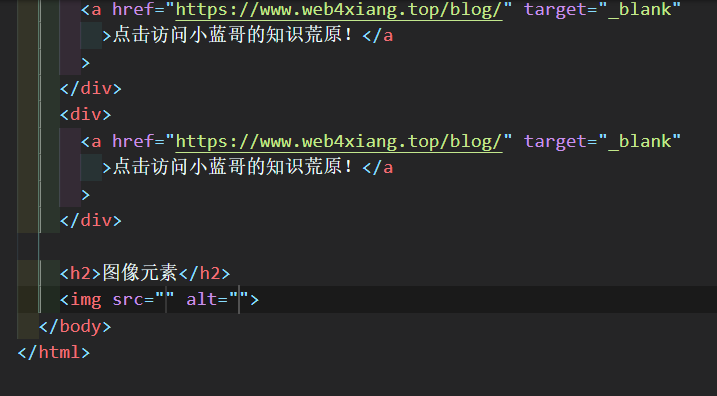 <a href="https://www.web4xiang.top/blog/" target="_blank"
>点击访问小蓝哥的知识荒原！</a
>
</div>
<div>
<a href="https://www.web4xiang.top/blog/" target="_blank"
>点击访问小蓝哥的知识荒原！</a
>
</div>
<h2>图像元素</h2>
<img src="" alt="">
</body>
</html>